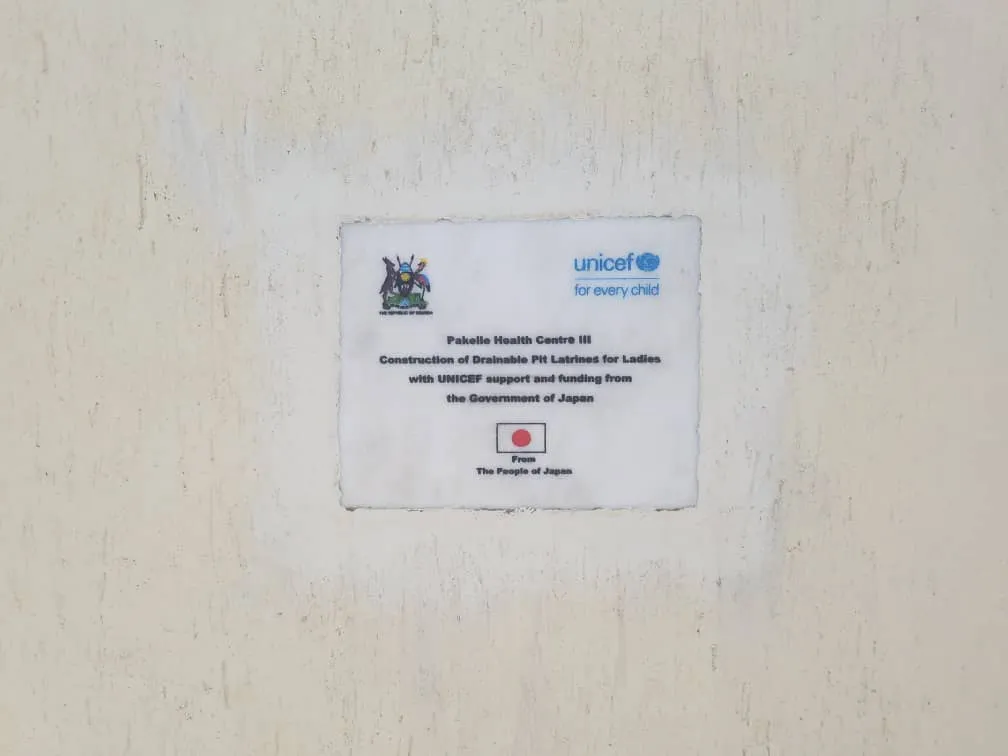 THE REPUBLIC OF UGANDA
unicef
for every child
Pakelle Health Centre III
Construction of Drainable Pit Latrines for Ladies
with UNICEF support and funding from
the Government of Japan
From
The People of Japan